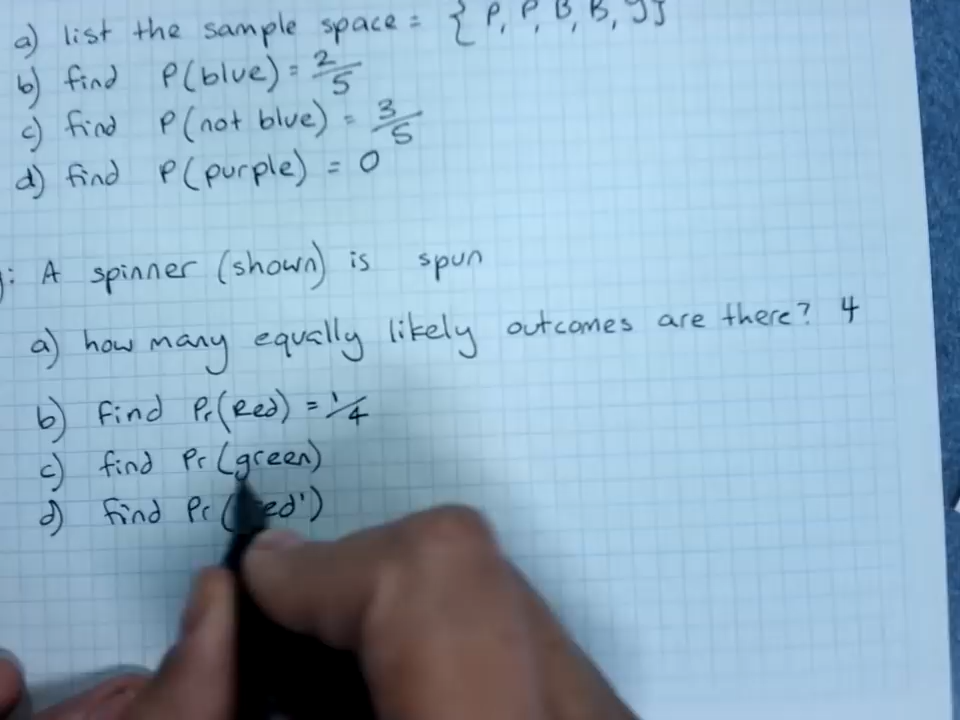 a) list the sample space = { P, P, B, B, y}
b) find P(blue) = 2/5
c) find P(not blue) = 3/5
d) find P(purple) = 0
: A spinner (shown) is spun
a) how many equally likely outcomes are there? 4
b) find Pr(Red) = 1/4
c) find Pr(green)
d) find Pr( ed')